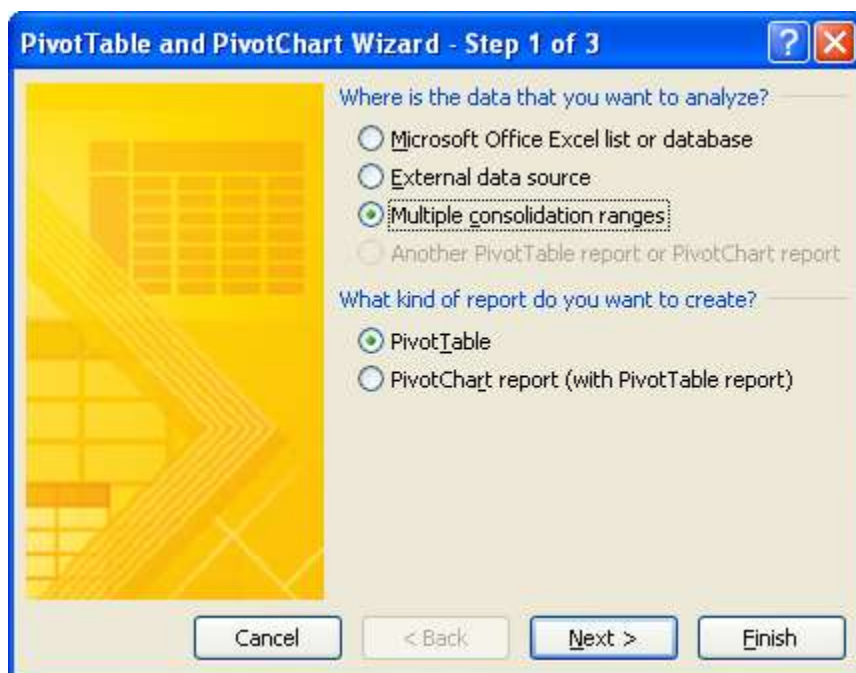 PivotTable and PivotChart Wizard - Step 1 of 3
Where is the data that you want to analyze?
Microsoft Office Excel list or database
External data source
Multiple consolidation ranges
Another PivotTable report or PivotChart report
What kind of report do you want to create?
PivotTable
PivotChart report (with PivotTable report)
Cancel
< Back
Next >
Finish